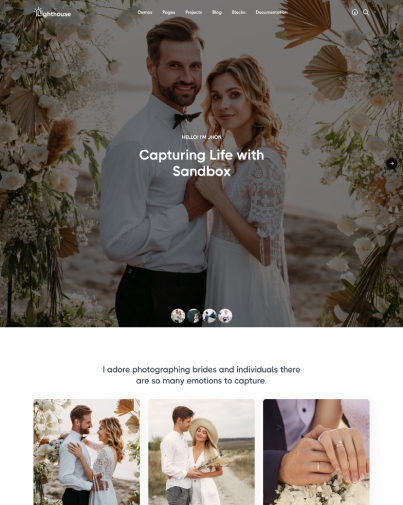 Lighthouse
Demos Pages Projects Blog Blocks Documentation
HELLO! I'M JHON
Capturing Life with
Sandbox
I adore photographing brides and individuals there
are so many emotions to capture.